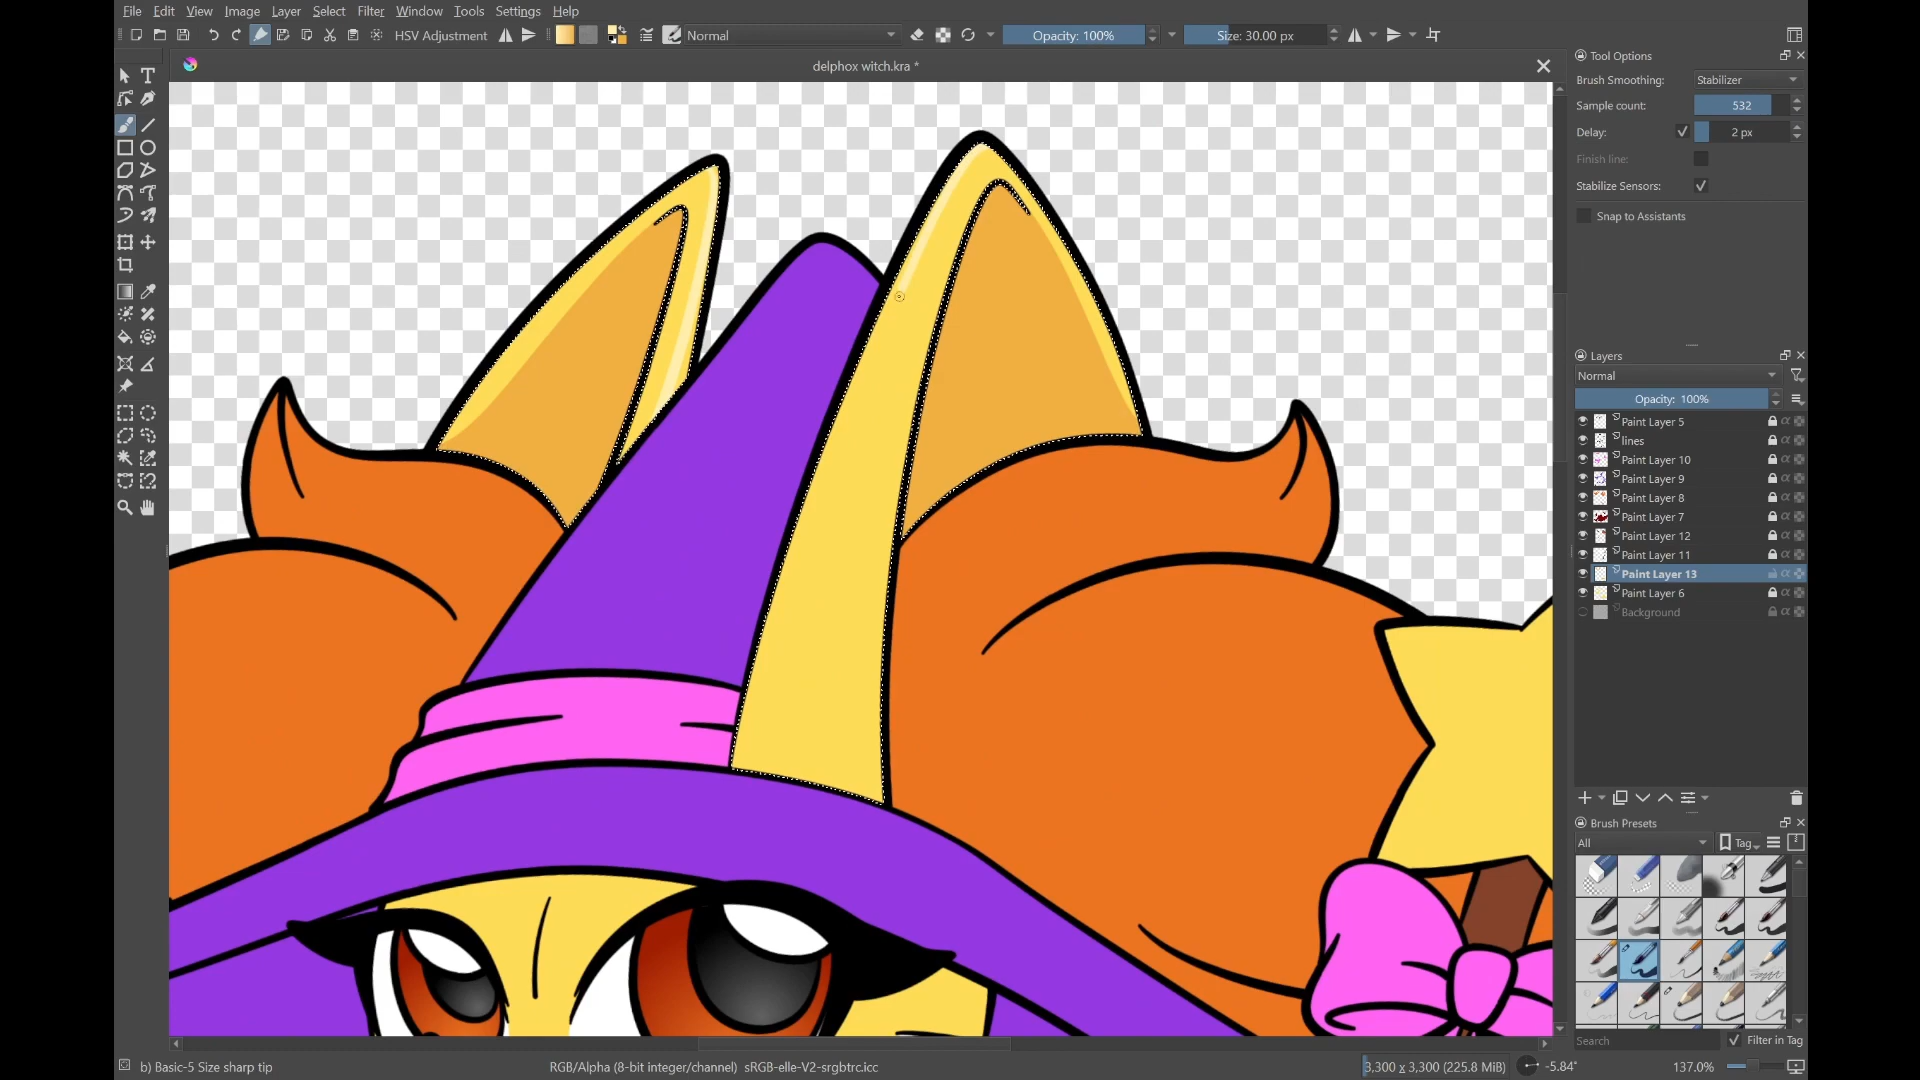 File Edit View Image Layer Select Filter Window Tools Settings Help
HSV Adjustment Normal Opacity: 100% Size: 30.00 px
delphox witch.kra *
Tool Options
Brush Smoothing: Stabilizer
Sample count: 532
Delay: 2 px
Finish line:
Stabilize Sensors:
Snap to Assistants
Layers
Normal
Opacity: 100%
Paint Layer 5
lines
Paint Layer 10
Paint Layer 9
Paint Layer 8
Paint Layer 7
Paint Layer 12
Paint Layer 11
Paint Layer 13
Paint Layer 6
Background
Brush Presets
All Tag
Search Filter in Tag
b) Basic-5 Size sharp tip RGB/Alpha (8-bit integer/channel) sRGB-elle-V2-srgbtrc.icc 3,300 x 3,300 (225.8 MiB) -5.84° 137.0%